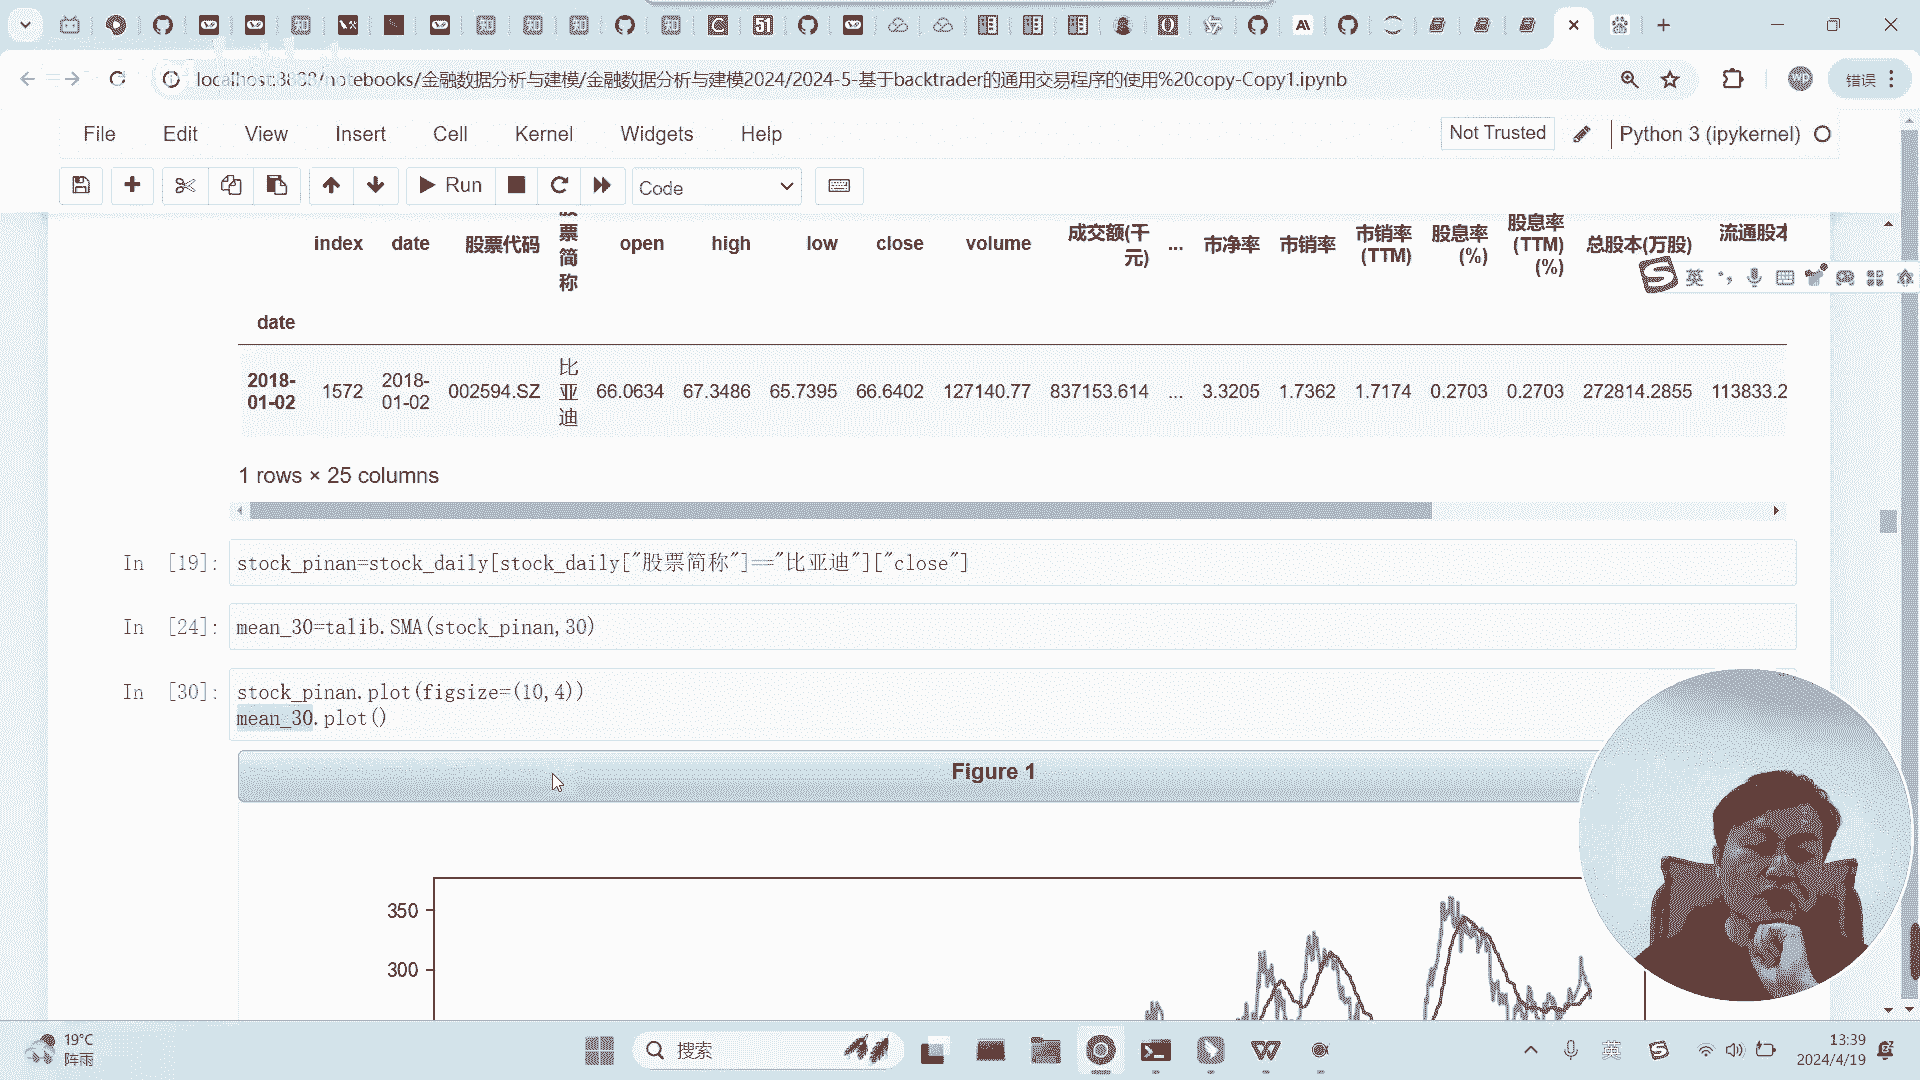 localhost:8888/notebooks/金融数据分析与建模/金融数据分析与建模2024/2024-5-基于backtrader的通用交易程序的使用%20copy-Copy1.ipynb
错误
File Edit View Insert Cell Kernel Widgets Help
Not Trusted
Python 3 (ipykernel)
Run
Code
index date 股票代码 票简称 open high low close volume 成交额(千元) ... 市净率 市销率 市销率(TTM) 股息率(%) 股息率(TTM)(%) 总股本(万股) 流通股本
英
date
2018-01-02 1572 2018-01-02 002594.SZ 比亚迪 66.0634 67.3486 65.7395 66.6402 127140.77 837153.614 ... 3.3205 1.7362 1.7174 0.2703 0.2703 272814.2855 113833.2
1 rows × 25 columns
In [19]: stock_pinan=stock_daily[stock_daily["股票简称"]=="比亚迪"]["close"]
In [24]: mean_30=talib.SMA(stock_pinan,30)
In [30]: stock_pinan.plot(figsize=(10,4))
mean_30.plot()
Figure 1
350
300
19°C
阵雨
搜索
英
13:39
2024/4/19